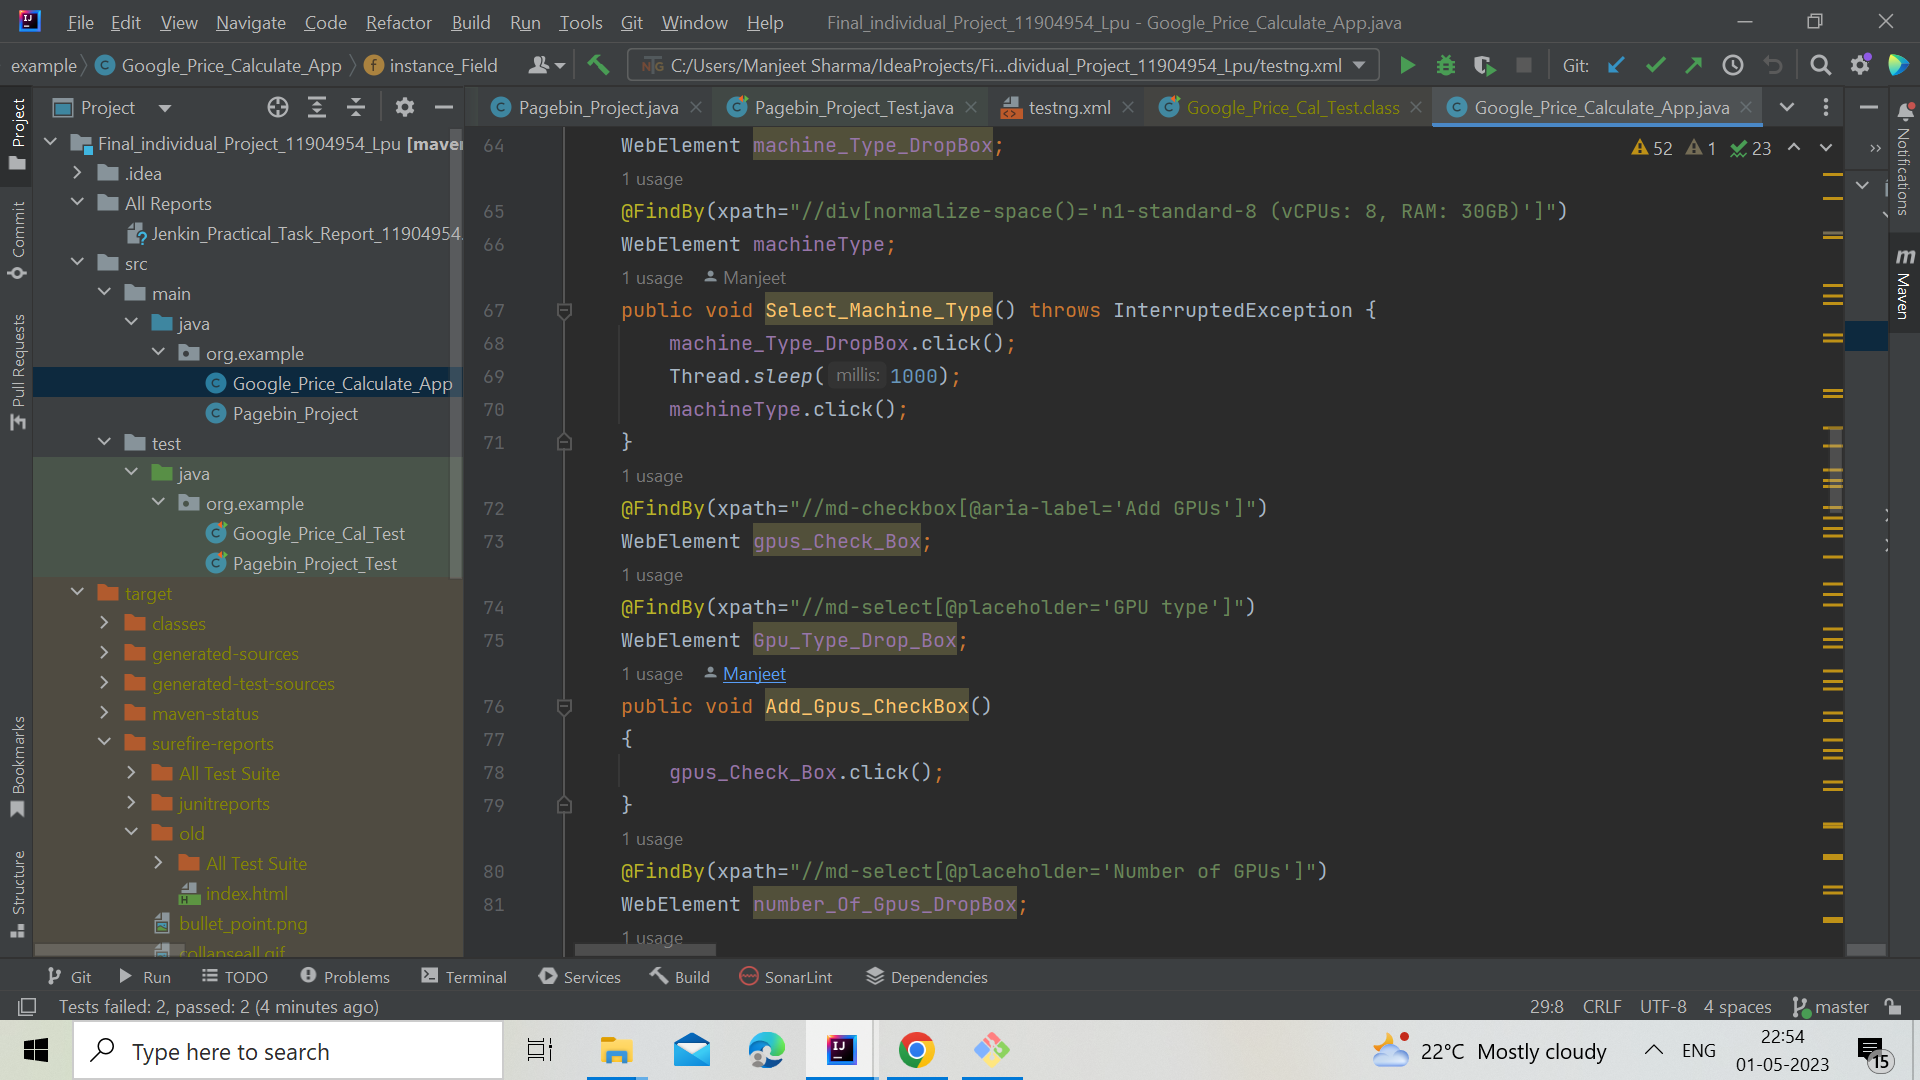 File Edit View Navigate Code Refactor Build Run Tools Git Window Help Final_individual_Project_11904954_Lpu - Google_Price_Calculate_App.java
example Google_Price_Calculate_App instance_Field C:/Users/Manjeet Sharma/IdeaProjects/Fi...dividual_Project_11904954_Lpu/testng.xml Git:
Project
Pagebin_Project.java Pagebin_Project_Test.java testng.xml Google_Price_Cal_Test.class Google_Price_Calculate_App.java
Project
Commit
Pull Requests
Bookmarks
Structure
Final_individual_Project_11904954_Lpu [maven
.idea
All Reports
Jenkin_Practical_Task_Report_11904954.
src
main
java
org.example
Google_Price_Calculate_App
Pagebin_Project
test
java
org.example
Google_Price_Cal_Test
Pagebin_Project_Test
target
classes
generated-sources
generated-test-sources
maven-status
surefire-reports
All Test Suite
junitreports
old
All Test Suite
index.html
bullet_point.png
collapseall.gif
52 1 23
64 WebElement machine_Type_DropBox;
1 usage
65 @FindBy(xpath="//div[normalize-space()='n1-standard-8 (vCPUs: 8, RAM: 30GB)']")
66 WebElement machineType;
1 usage Manjeet
67 public void Select_Machine_Type() throws InterruptedException {
68 machine_Type_DropBox.click();
69 Thread.sleep( millis: 1000);
70 machineType.click();
71 }
1 usage
72 @FindBy(xpath="//md-checkbox[@aria-label='Add GPUs']")
73 WebElement gpus_Check_Box;
1 usage
74 @FindBy(xpath="//md-select[@placeholder='GPU type']")
75 WebElement Gpu_Type_Drop_Box;
1 usage Manjeet
76 public void Add_Gpus_CheckBox()
77 {
78 gpus_Check_Box.click();
79 }
1 usage
80 @FindBy(xpath="//md-select[@placeholder='Number of GPUs']")
81 WebElement number_Of_Gpus_DropBox;
1 usage
Notifications
m Maven
Git Run TODO Problems Terminal Services Build SonarLint Dependencies
Tests failed: 2, passed: 2 (4 minutes ago) 29:8 CRLF UTF-8 4 spaces master
Type here to search 22°C Mostly cloudy ENG 22:54
01-05-2023
15